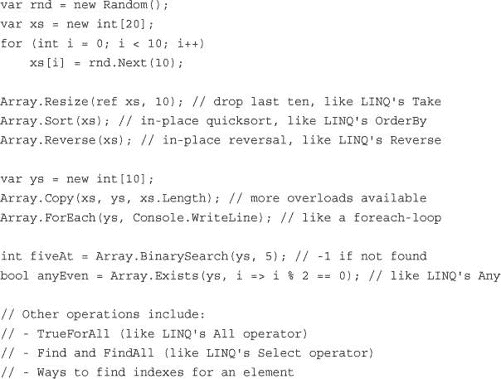 var rnd = new Random();
var xs = new int[20];
for (int i = 0; i < 10; i++)
    xs[i] = rnd.Next(10);

Array.Resize(ref xs, 10); // drop last ten, like LINQ's Take
Array.Sort(xs); // in-place quicksort, like LINQ's OrderBy
Array.Reverse(xs); // in-place reversal, like LINQ's Reverse

var ys = new int[10];
Array.Copy(xs, ys, xs.Length); // more overloads available
Array.ForEach(ys, Console.WriteLine); // like a foreach-loop

int fiveAt = Array.BinarySearch(ys, 5); // -1 if not found
bool anyEven = Array.Exists(ys, i => i % 2 == 0); // like LINQ's Any

// Other operations include:
// - TrueForAll (like LINQ's All operator)
// - Find and FindAll (like LINQ's Select operator)
// - Ways to find indexes for an element